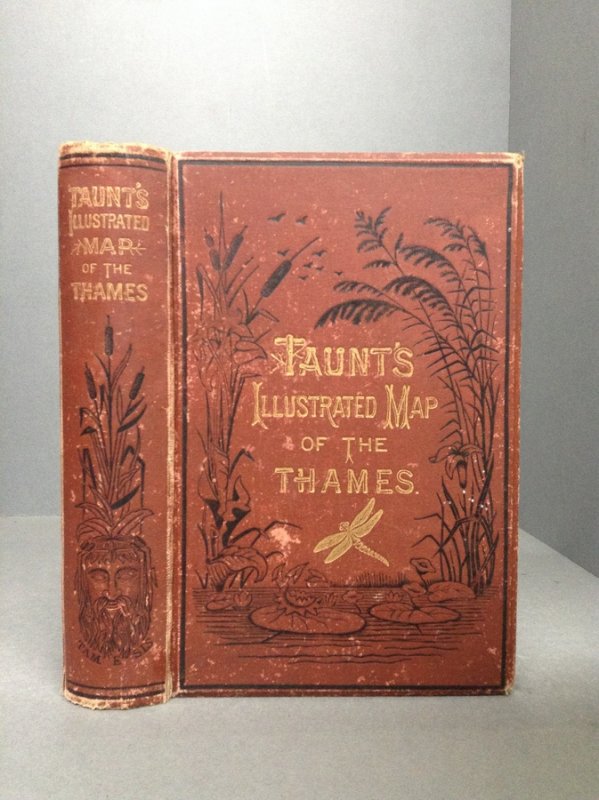 TAUNT'S
ILLUSTRATED
MAP
OF THE
THAMES
TAUNT'S
ILLUSTRATED MAP
OF THE
THAMES.